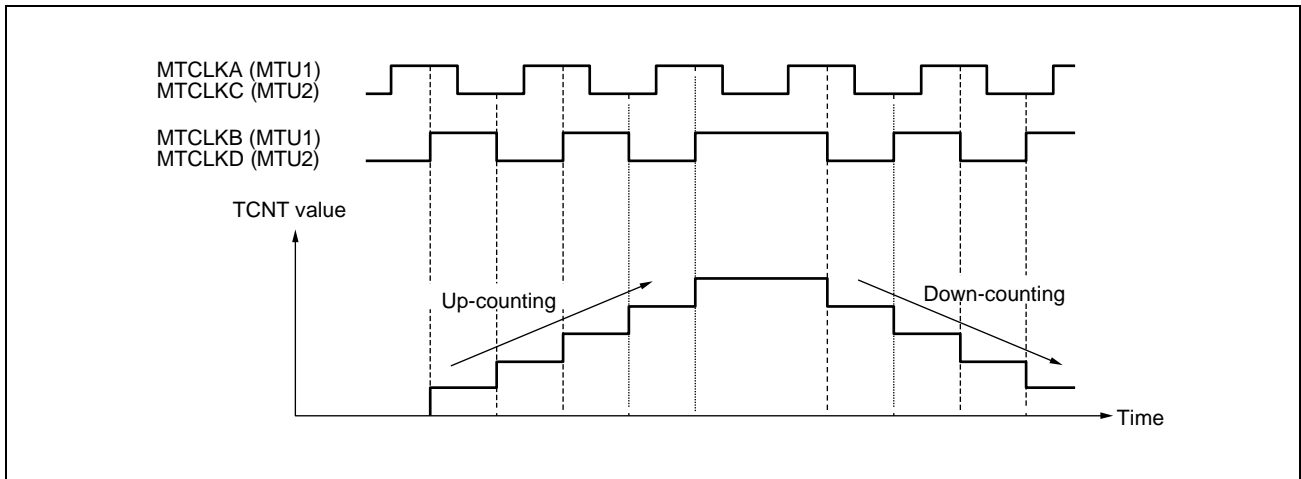 MTCLKA (MTU1)
MTCLKC (MTU2)
MTCLKB (MTU1)
MTCLKD (MTU2)
TCNT value
Up-counting
Down-counting
Time